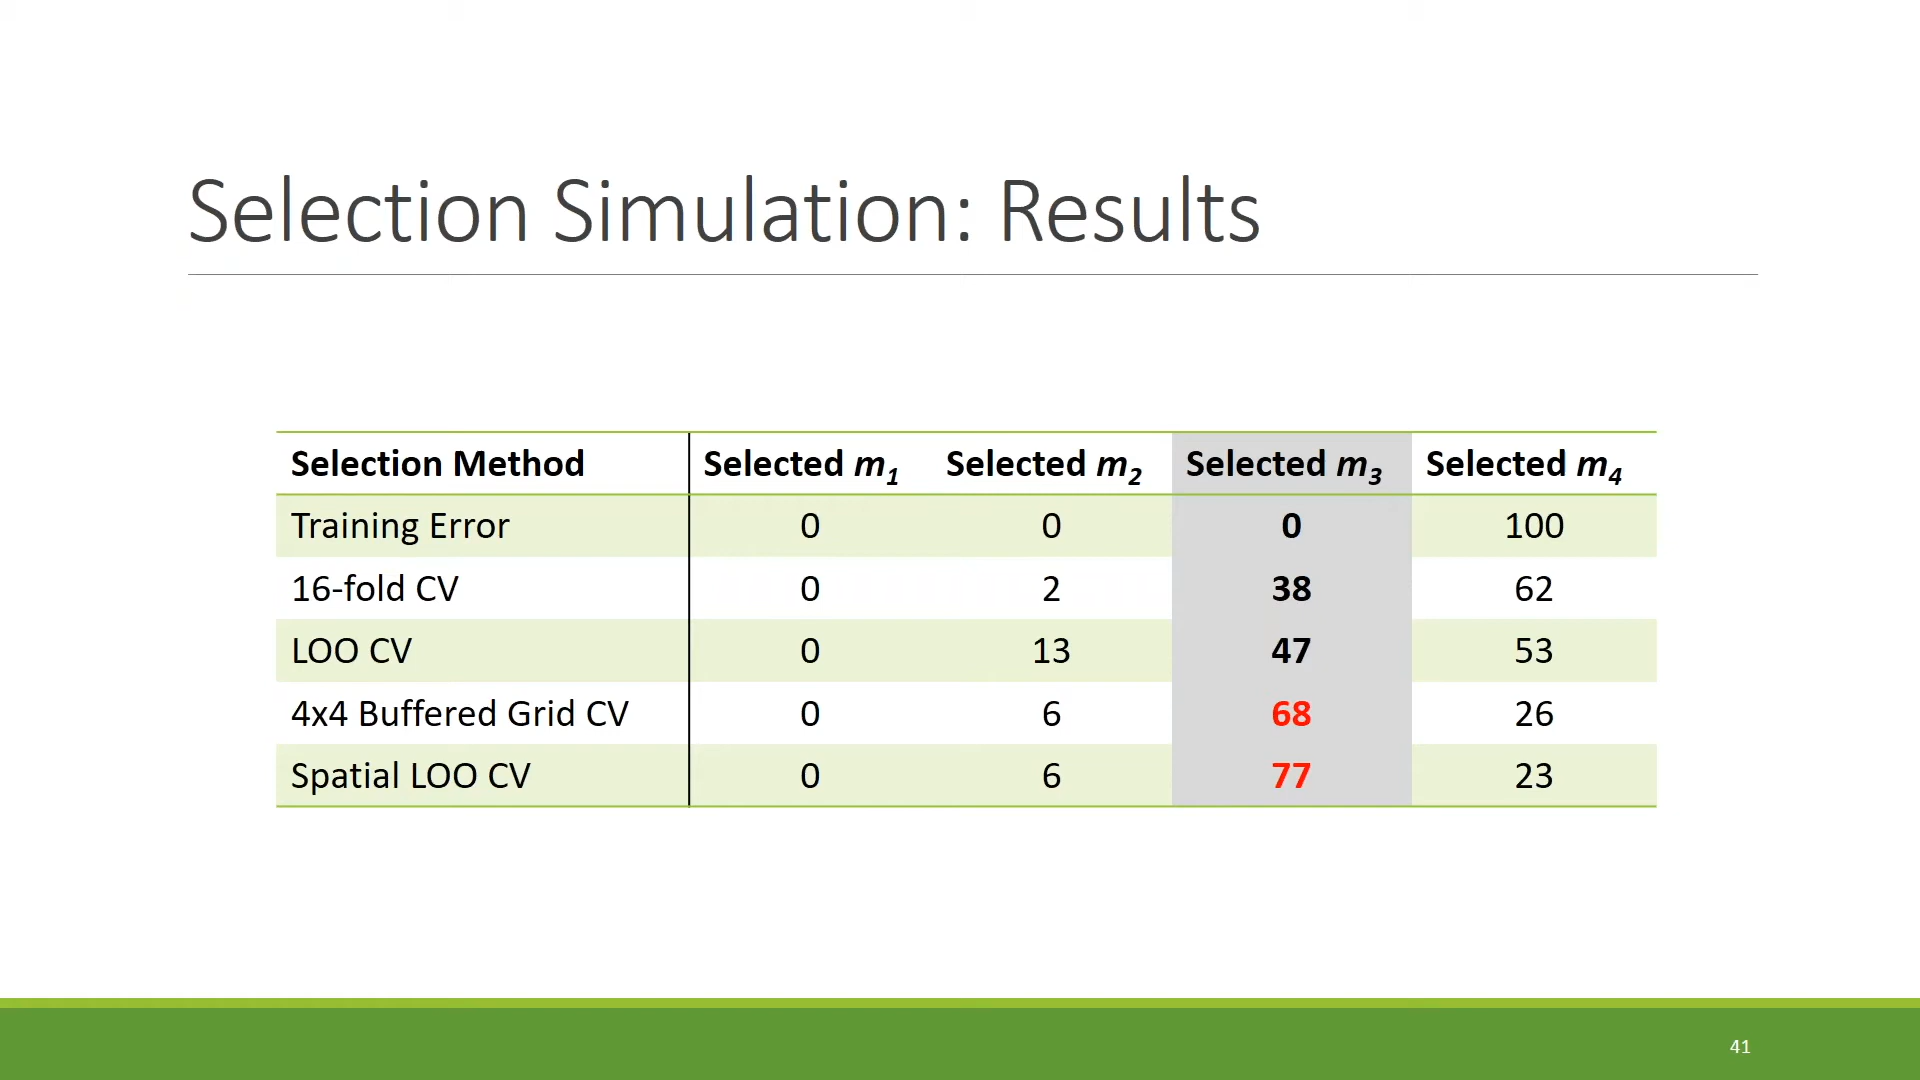 Selection Simulation: Results
Selection Method Selected m1 Selected m2 Selected m3 Selected m4
Training Error 0 0 0 100
16-fold CV 0 2 38 62
LOO CV 0 13 47 53
4x4 Buffered Grid CV 0 6 68 26
Spatial LOO CV 0 6 77 23
41